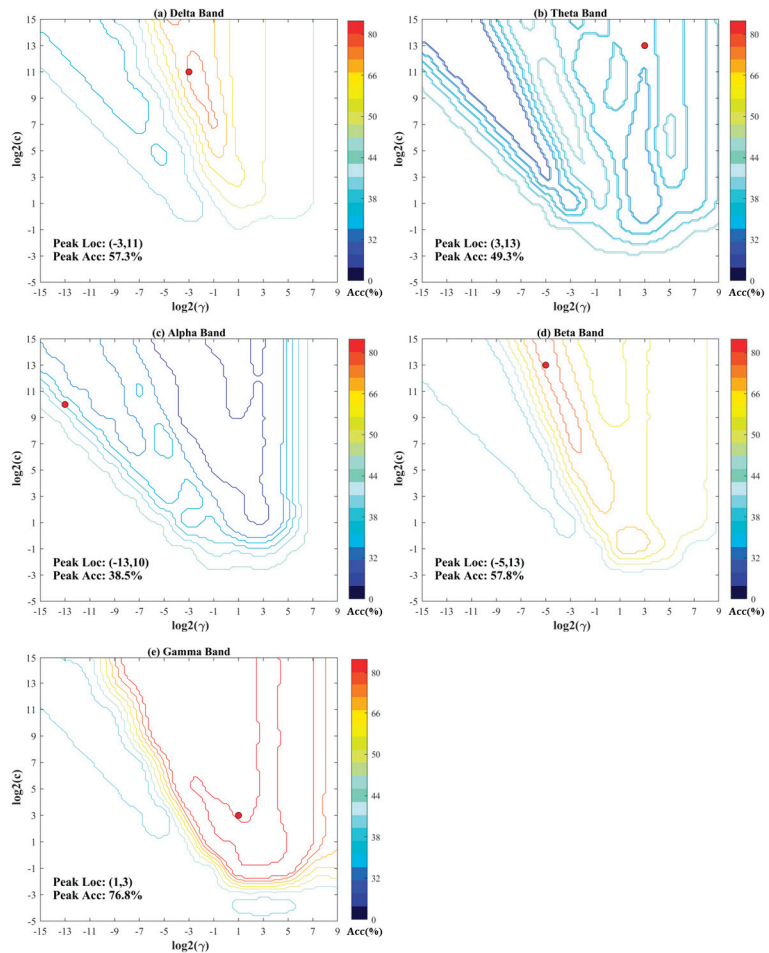 (a) Delta Band
15
13
11
9
7
5
3
1
-1
-3
-5
log2(c)
Peak Loc: (-3,11)
Peak Acc: 57.3%
-15 -13 -11 -9 -7 -5 -3 -1 1 3 5 7 9
log2(γ)
80
66
50
44
38
32
0
Acc(%)
(b) Theta Band
15
13
11
9
7
5
3
1
-1
-3
-5
log2(c)
Peak Loc: (3,13)
Peak Acc: 49.3%
-15 -13 -11 -9 -7 -5 -3 -1 1 3 5 7 9
log2(γ)
80
66
50
44
38
32
0
Acc(%)
(c) Alpha Band
15
13
11
9
7
5
3
1
-1
-3
-5
log2(c)
Peak Loc: (-13,10)
Peak Acc: 38.5%
-15 -13 -11 -9 -7 -5 -3 -1 1 3 5 7 9
log2(γ)
80
66
50
44
38
32
0
Acc(%)
(d) Beta Band
15
13
11
9
7
5
3
1
-1
-3
-5
log2(c)
Peak Loc: (-5,13)
Peak Acc: 57.8%
-15 -13 -11 -9 -7 -5 -3 -1 1 3 5 7 9
log2(γ)
80
66
50
44
38
32
0
Acc(%)
(e) Gamma Band
15
13
11
9
7
5
3
1
-1
-3
-5
log2(c)
Peak Loc: (1,3)
Peak Acc: 76.8%
-15 -13 -11 -9 -7 -5 -3 -1 1 3 5 7 9
log2(γ)
80
66
50
44
38
32
0
Acc(%)